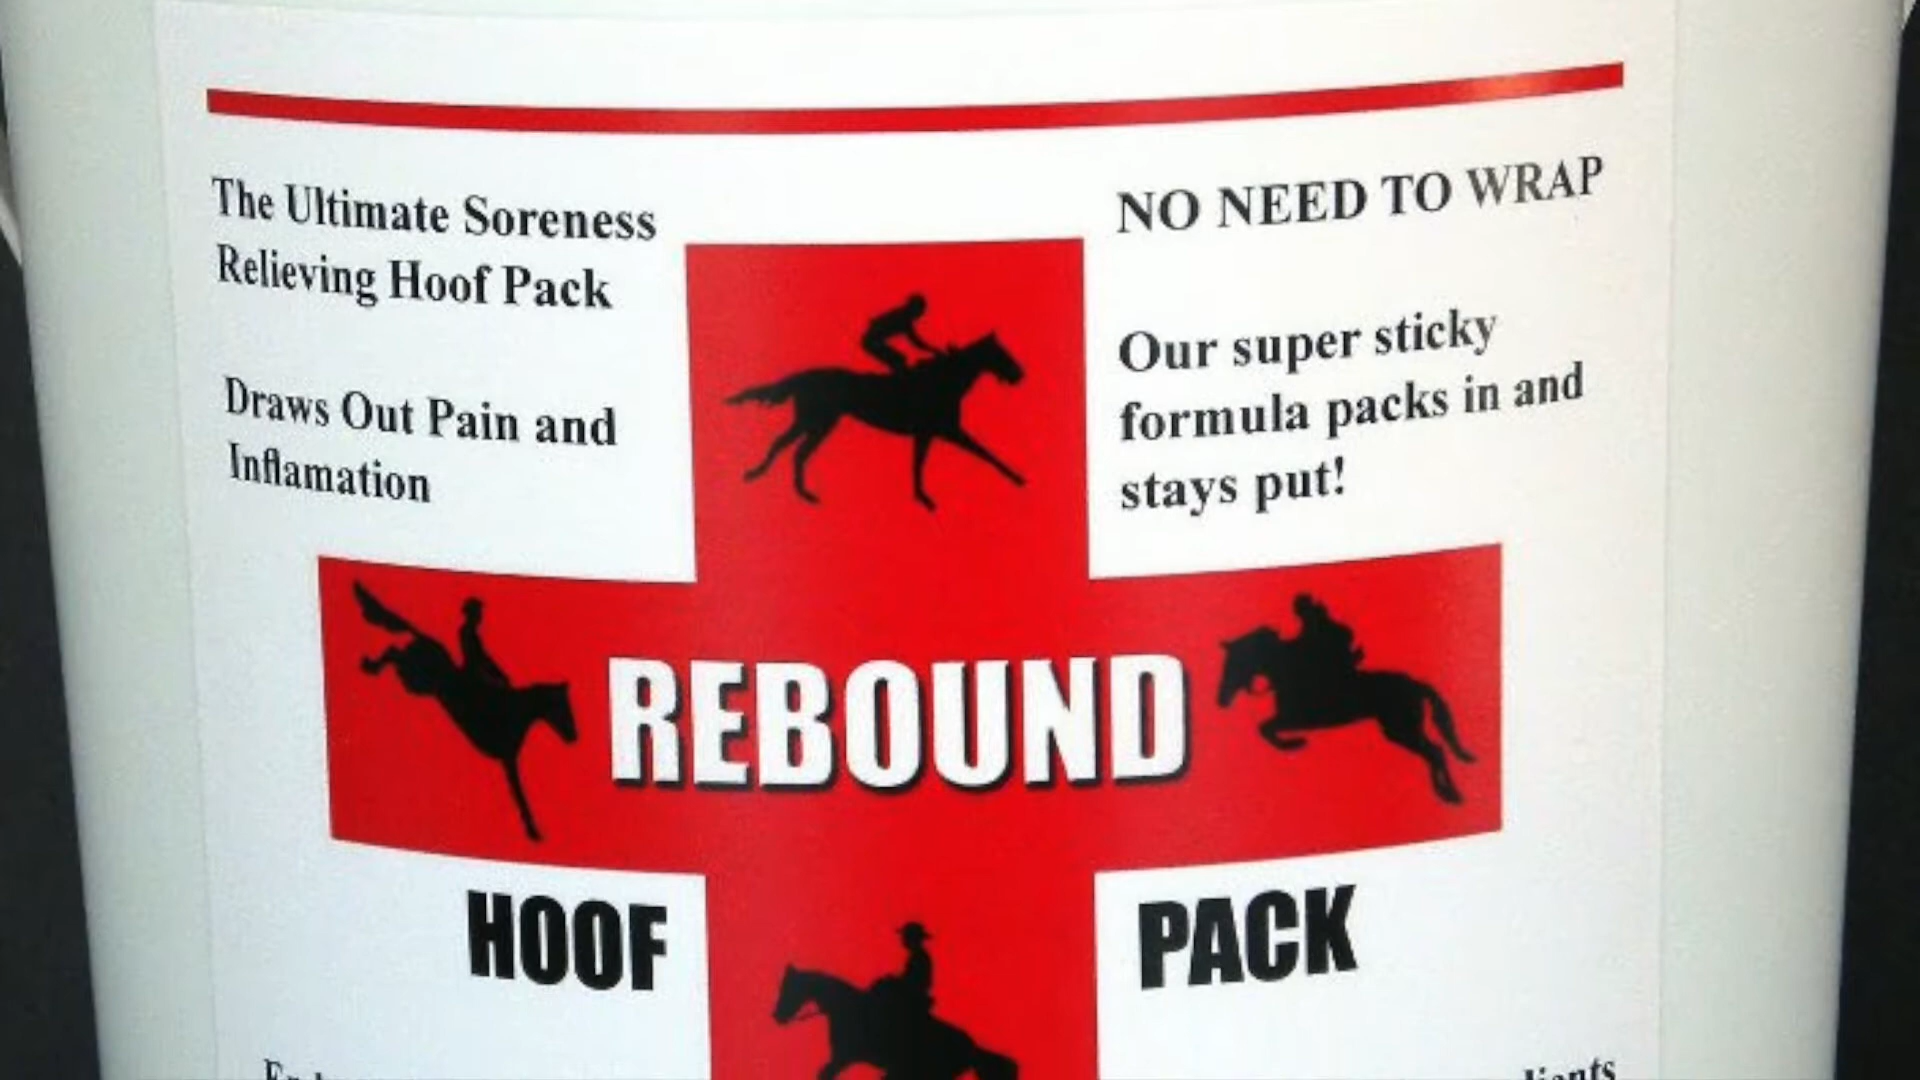 The Ultimate Soreness
Relieving Hoof Pack
Draws Out Pain and
Inflamation
NO NEED TO WRAP
Our super sticky
formula packs in and
stays put!
REBOUND
HOOF PACK